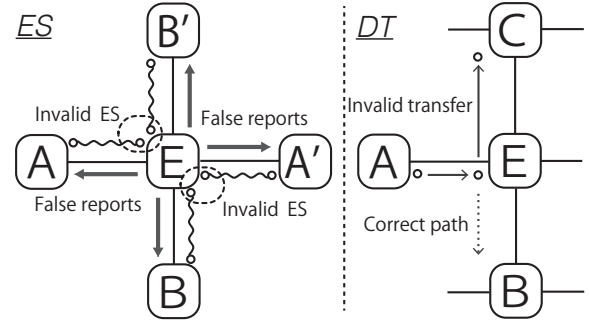 ES
B′
Invalid ES
False reports
A
E
A′
False reports
Invalid ES
B
DT
C
Invalid transfer
A
E
Correct path
B